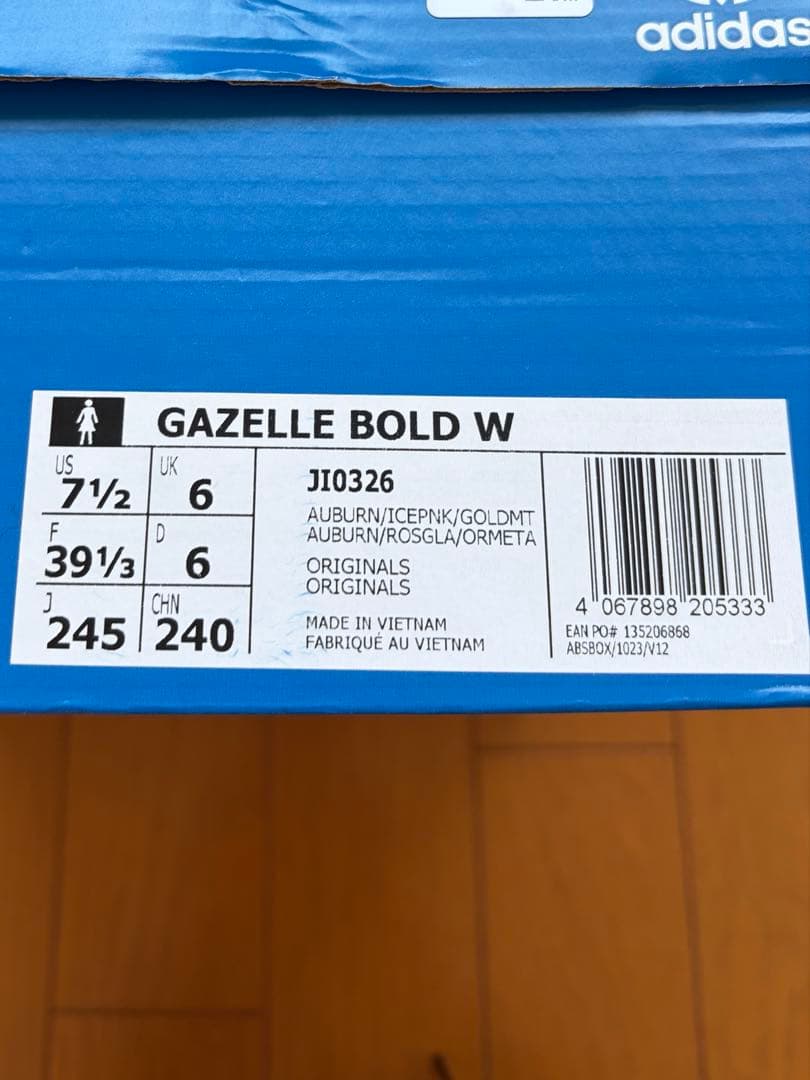 adidas
GAZELLE BOLD W
US 7½ UK 6
F 39⅓ D 6
J 245 CHN 240
JI0326
AUBURN/ICEPNK/GOLDMT
AUBURN/ROSGLA/ORMETA
ORIGINALS
ORIGINALS
MADE IN VIETNAM
FABRIQUÉ AU VIETNAM
4 067898 205333
EAN PO# 135206868
ABSBOX/1023/V12